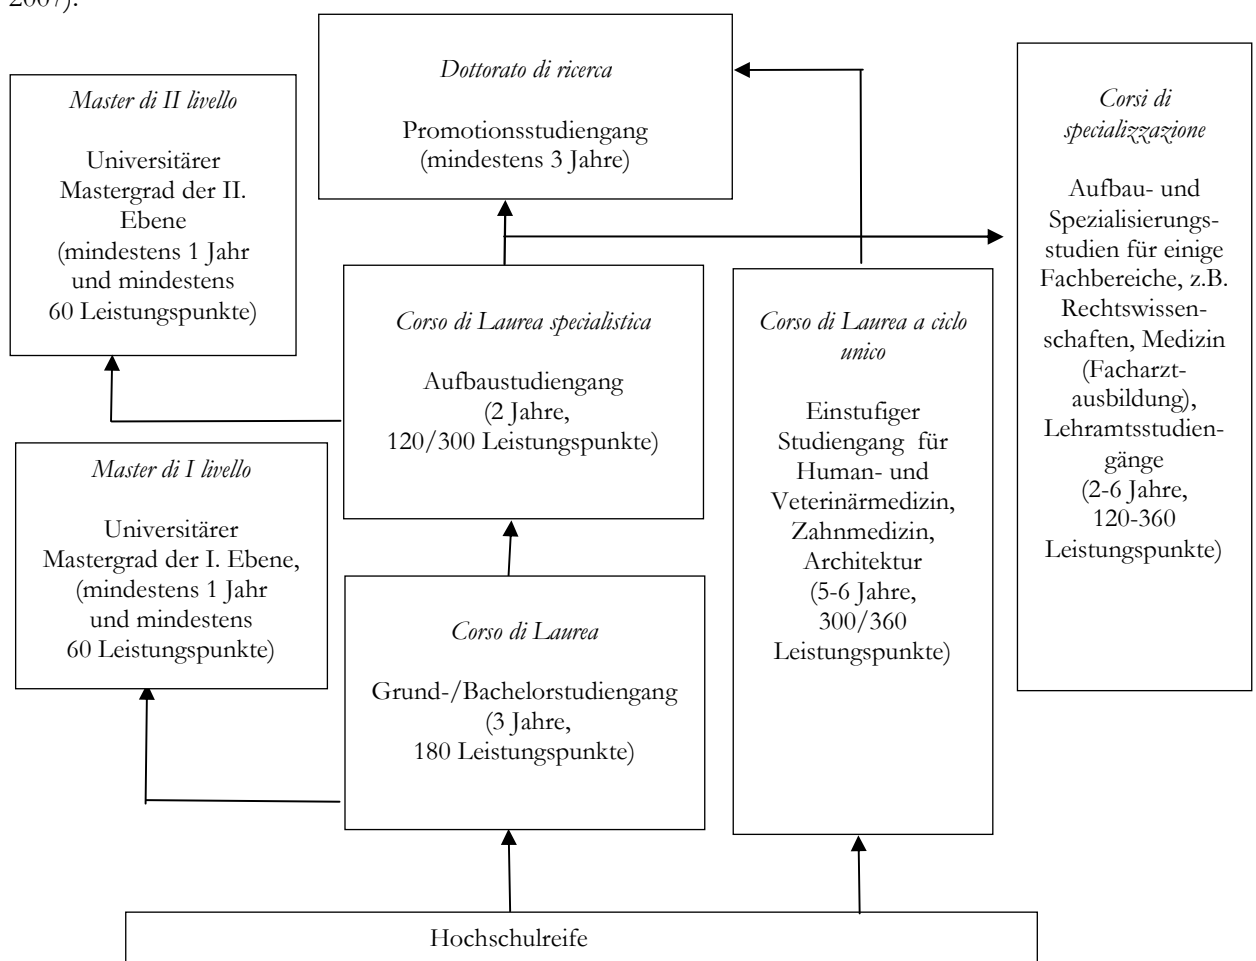 2007).
Dottorato di ricerca
Promotionsstudiengang
(mindestens 3 Jahre)
Master di II livello
Universitärer
Mastergrad der II.
Ebene
(mindestens 1 Jahr
und mindestens
60 Leistungspunkte)
Corsi di
specializzazione
Aufbau- und
Spezialisierungs-
studien für einige
Fachbereiche, z.B.
Rechtswissen-
schaften, Medizin
(Facharzt-
ausbildung),
Lehramtsstudien-
gänge
(2-6 Jahre,
120-360
Leistungspunkte)
Corso di Laurea specialistica
Aufbaustudiengang
(2 Jahre,
120/300 Leistungspunkte)
Corso di Laurea a ciclo
unico
Einstufiger
Studiengang für
Human- und
Veterinärmedizin,
Zahnmedizin,
Architektur
(5-6 Jahre,
300/360
Leistungspunkte)
Master di I livello
Universitärer
Mastergrad der I. Ebene,
(mindestens 1 Jahr
und mindestens
60 Leistungspunkte)
Corso di Laurea
Grund-/Bachelorstudiengang
(3 Jahre,
180 Leistungspunkte)
Hochschulreife